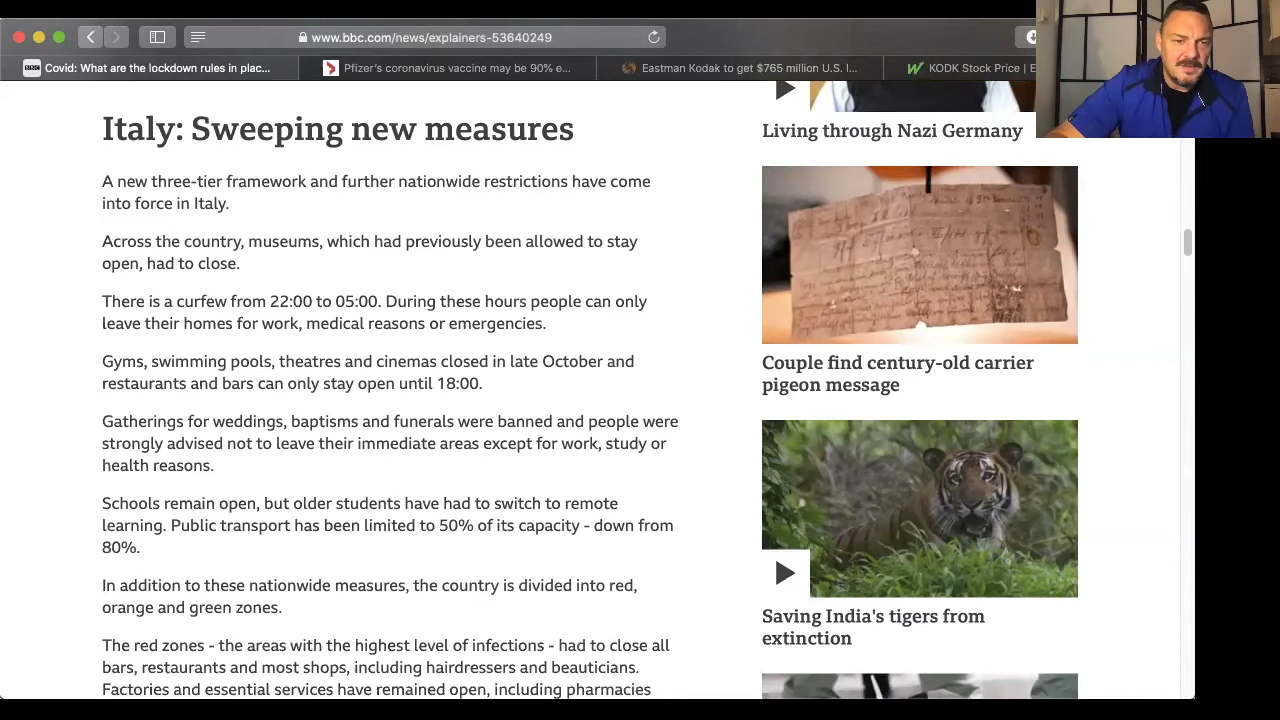 www.bbc.com/news/explainers-53640249
Covid: What are the lockdown rules in plac...
Pfizer's coronavirus vaccine may be 90% e...
Eastman Kodak to get $765 million U.S. l...
KODK Stock Price | E
Italy: Sweeping new measures
A new three-tier framework and further nationwide restrictions have come
into force in Italy.
Across the country, museums, which had previously been allowed to stay
open, had to close.
There is a curfew from 22:00 to 05:00. During these hours people can only
leave their homes for work, medical reasons or emergencies.
Gyms, swimming pools, theatres and cinemas closed in late October and
restaurants and bars can only stay open until 18:00.
Gatherings for weddings, baptisms and funerals were banned and people were
strongly advised not to leave their immediate areas except for work, study or
health reasons.
Schools remain open, but older students have had to switch to remote
learning. Public transport has been limited to 50% of its capacity - down from
80%.
In addition to these nationwide measures, the country is divided into red,
orange and green zones.
The red zones - the areas with the highest level of infections - had to close all
bars, restaurants and most shops, including hairdressers and beauticians.
Factories and essential services have remained open, including pharmacies
Living through Nazi Germany
Couple find century-old carrier
pigeon message
Saving India's tigers from
extinction